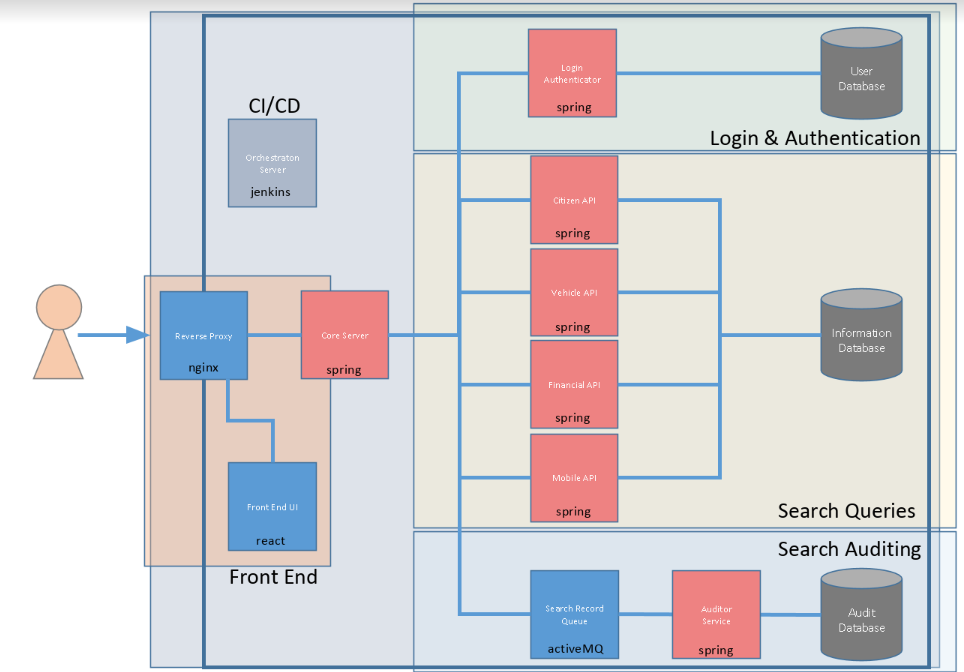 CI/CD
Orchestraton
Server
jenkins
Login
Authenticator
spring
User
Database
Login & Authentication
Citizen API
spring
Vehicle API
spring
Financial API
spring
Mobile API
spring
Information
Database
Search Queries
Reverse Proxy
nginx
Core Server
spring
Front End UI
react
Front End
Search Auditing
Search Record
Queue
activeMQ
Auditor
Service
spring
Audit
Database